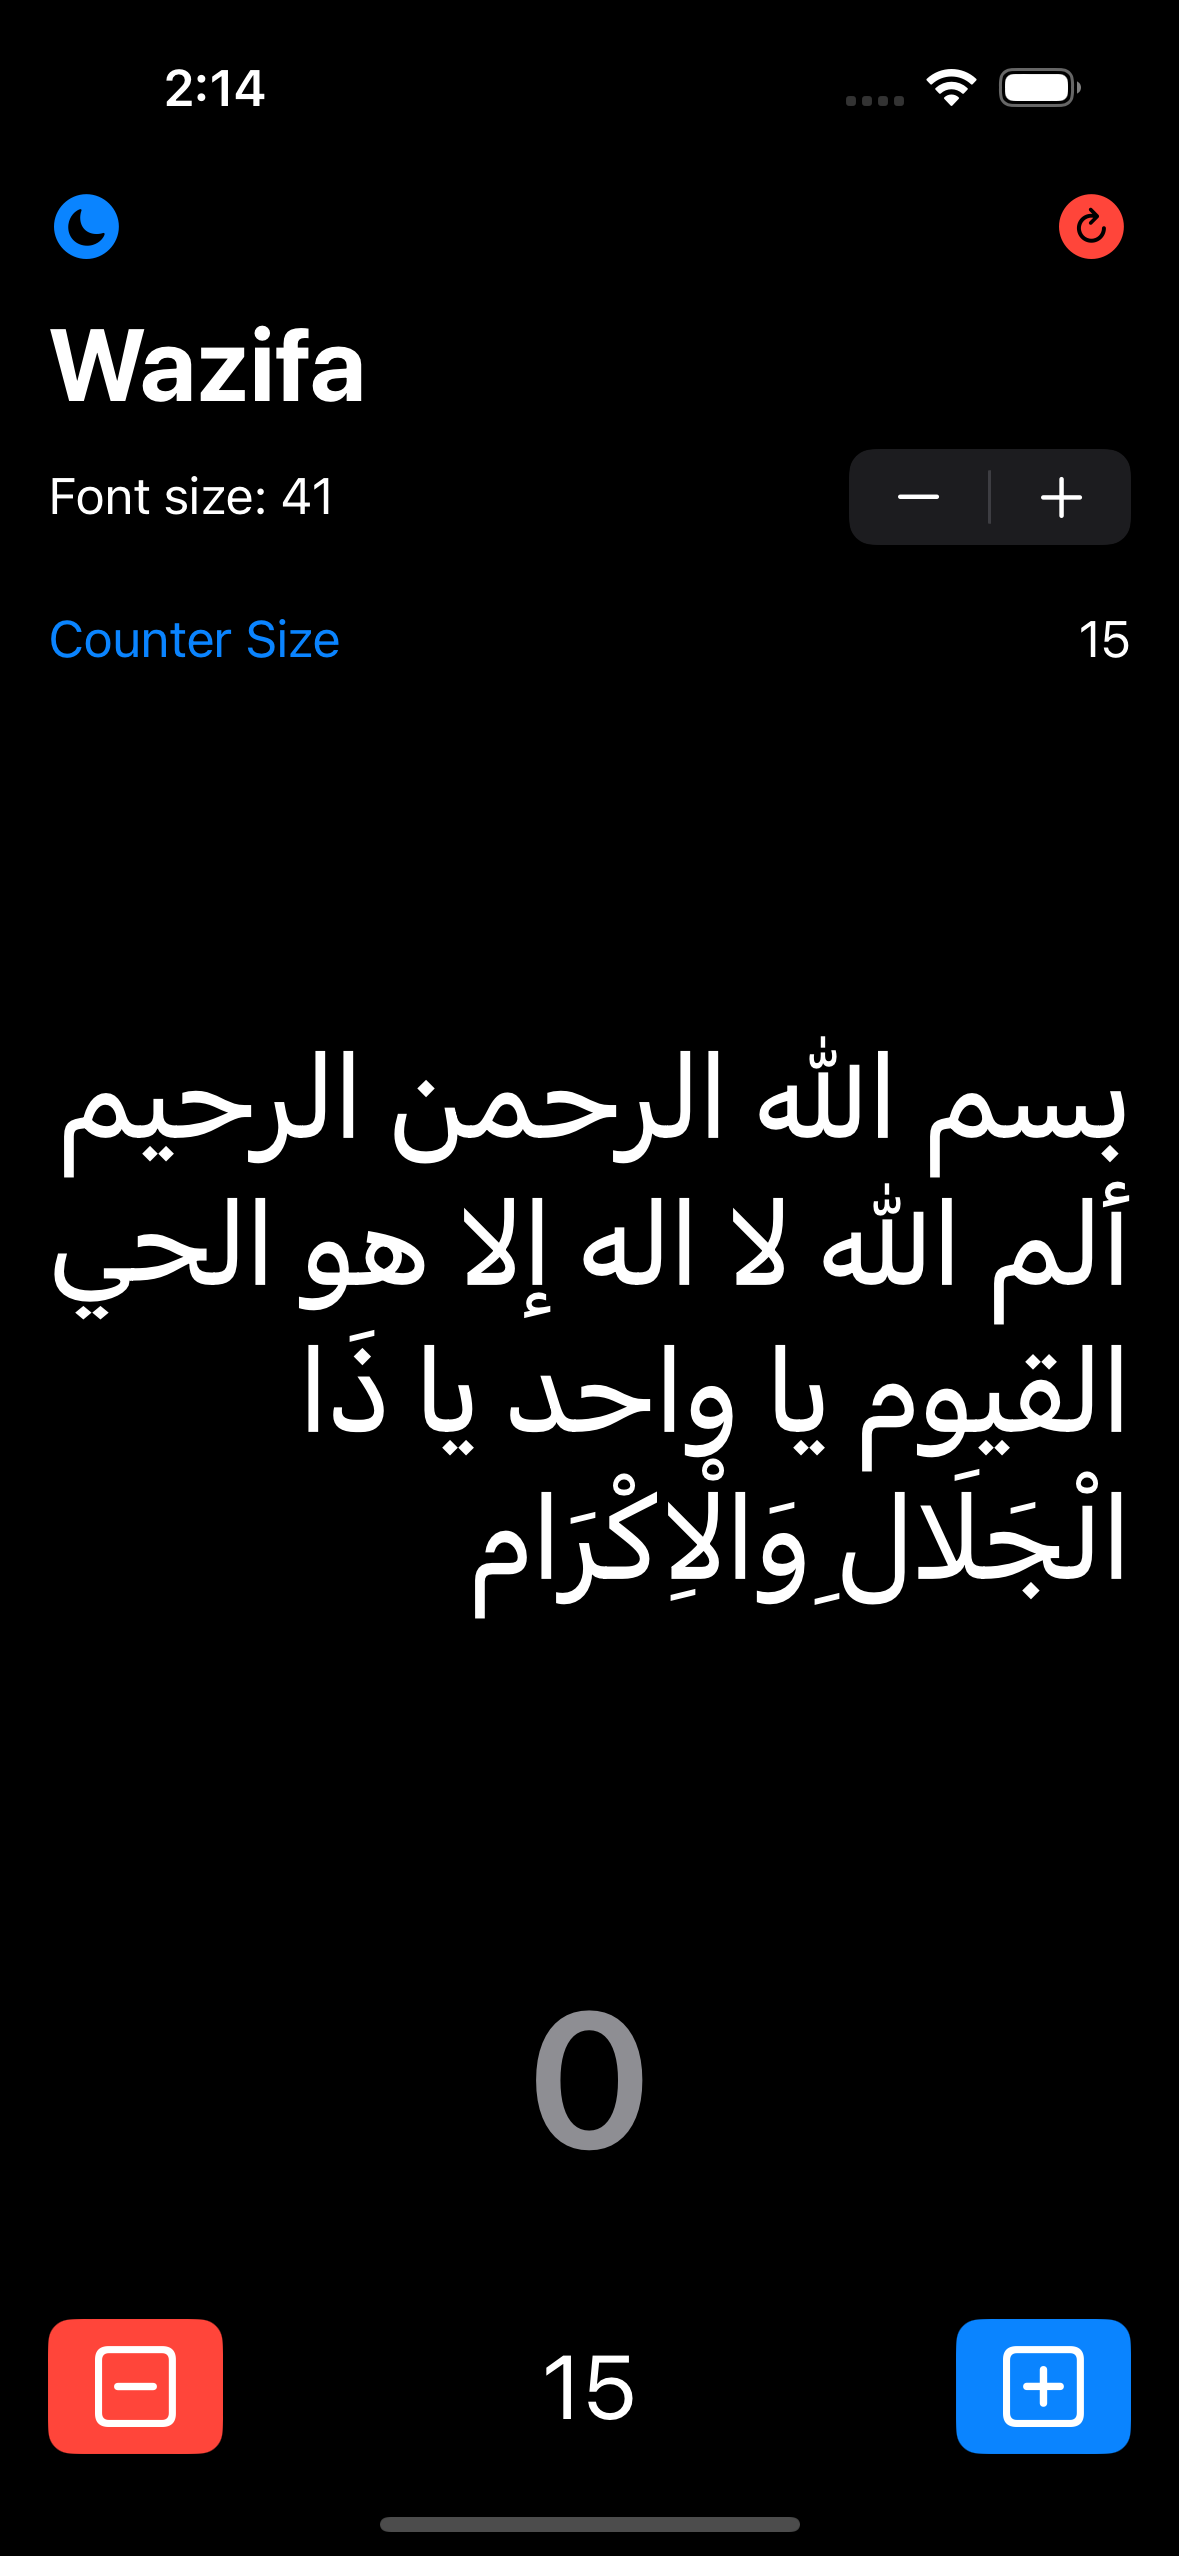 2:14
Wazifa
Font size: 41
Counter Size
15
بسم الله الرحمن الرحيم
ألم الله لا اله إلا هو الحي
القيوم يا واحد يا ذَا
الْجَلَالِ وَالْاِكْرَام
0
15